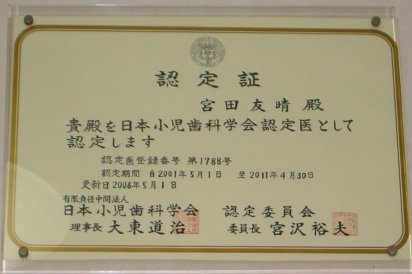 認定証
宮田友晴 殿
貴殿を日本小児歯科学会認定医として
認定します
認定医登録番号 第1788号
認定期間 自2001年5月1日 至2011年4月30日
更新日2006年5月1日
有限責任中間法人
日本小児歯科学会 認定委員会
理事長 大東道治 委員長 宮沢裕夫